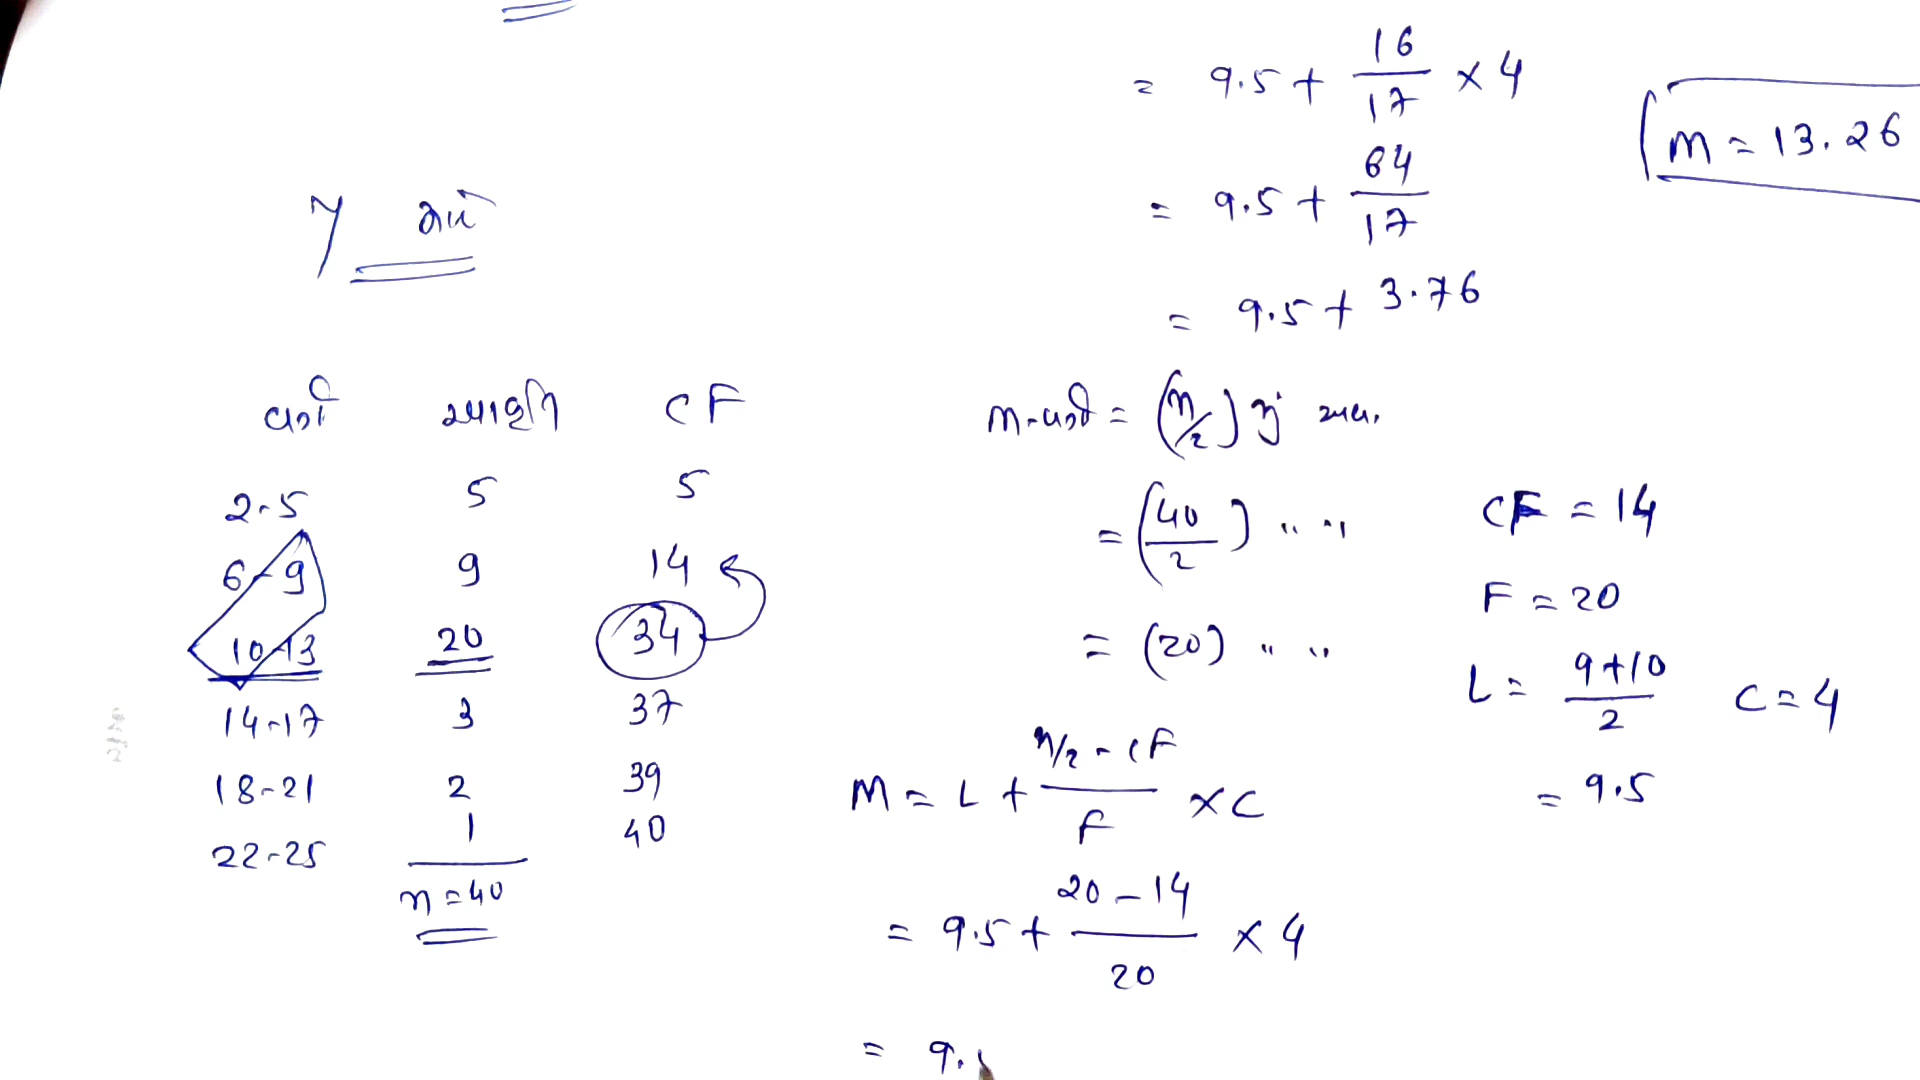 = 9.5 + 16/17 × 4
= 9.5 + 64/17
= 9.5 + 3.76
M = 13.26
7
વર્ગ આવૃત્તિ CF
2-5 5 5
6-9 9 14
10-13 20 34
14-17 3 37
18-21 2 39
22-25 1 40
n = 40
M-વર્ગ = (n/2) નું અવ.
= (40/2) " "
= (20) " "
M = L + n/2 - CF / F × C
= 9.5 + 20 - 14 / 20 × 4
= 9.
CF = 14
F = 20
L = 9+10 / 2 C = 4
= 9.5